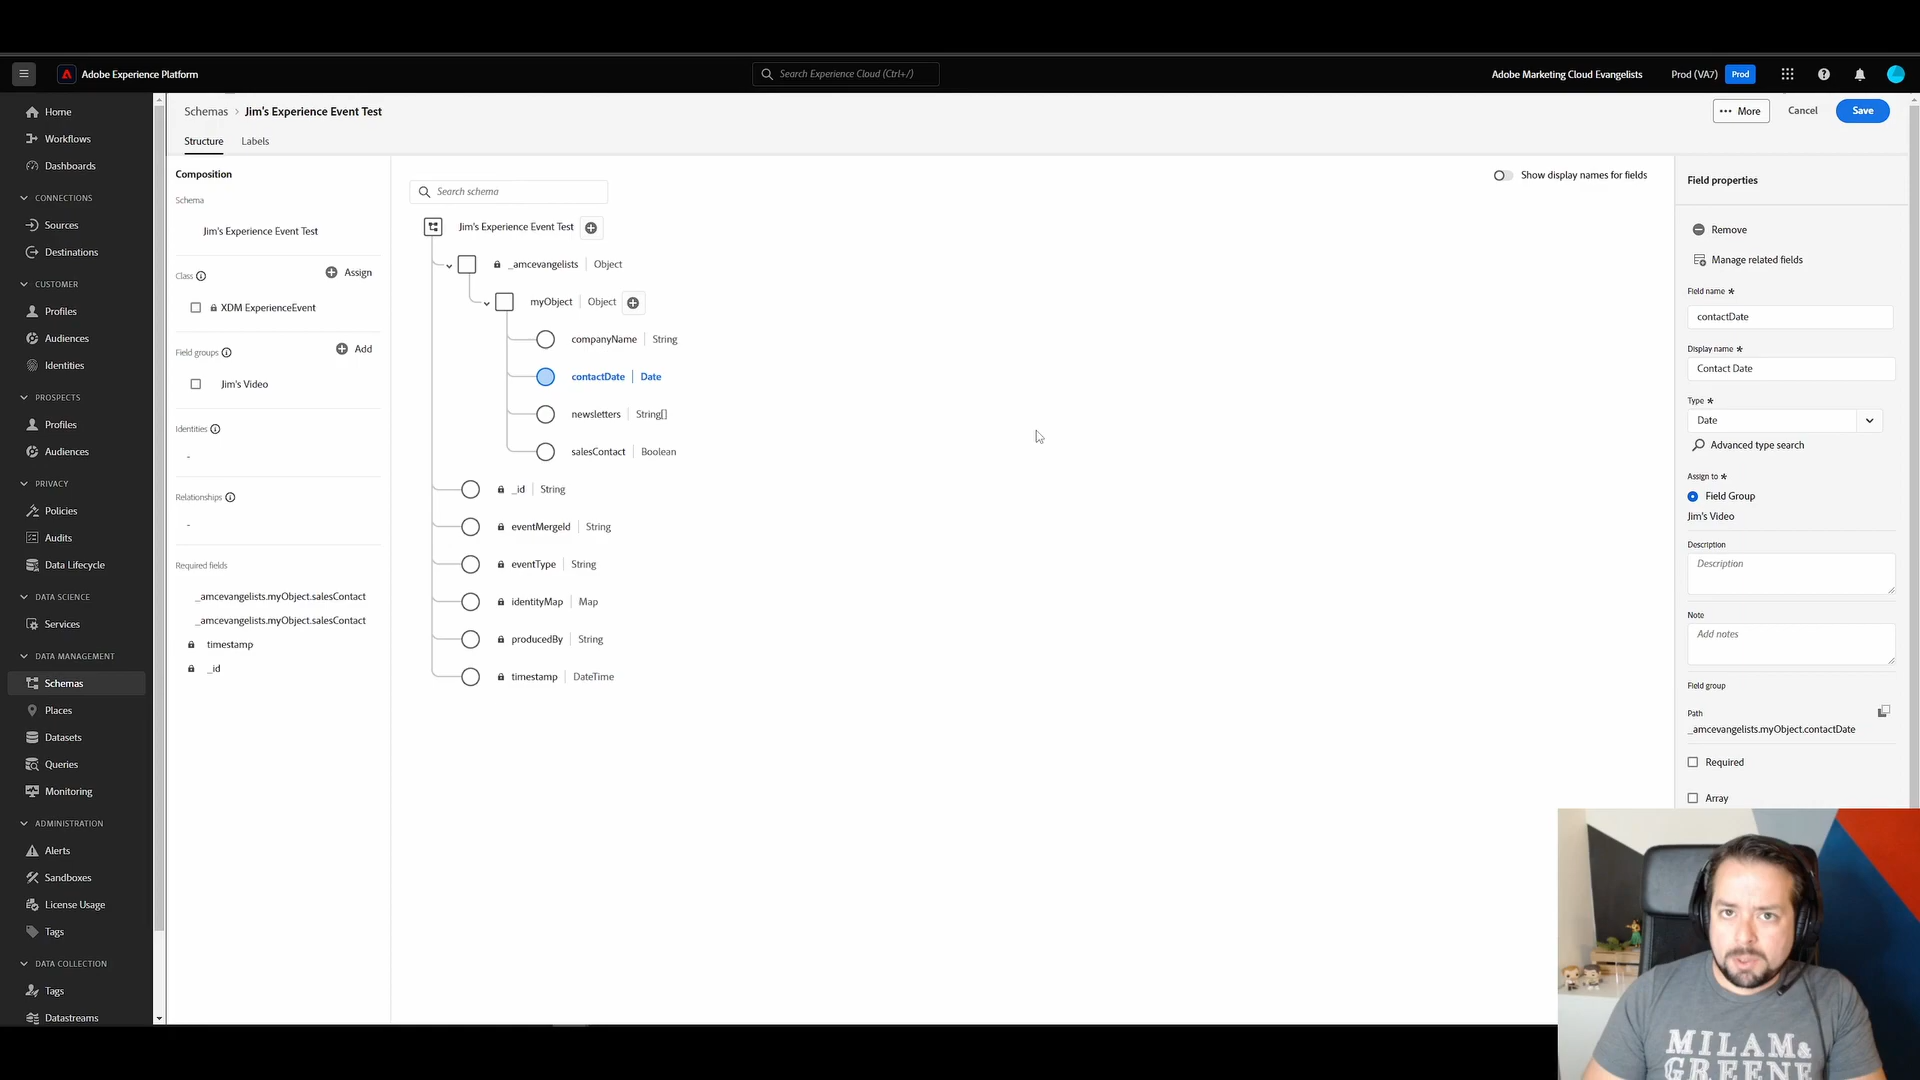 Adobe Experience Platform
Search Experience Cloud (Ctrl+/)
Adobe Marketing Cloud Evangelists
Prod (VA7)
Prod
Home
Workflows
Dashboards
CONNECTIONS
Sources
Destinations
CUSTOMER
Profiles
Audiences
Identities
PROSPECTS
Profiles
Audiences
PRIVACY
Policies
Audits
Data Lifecycle
DATA SCIENCE
Services
DATA MANAGEMENT
Schemas
Places
Datasets
Queries
Monitoring
ADMINISTRATION
Alerts
Sandboxes
License Usage
Tags
DATA COLLECTION
Tags
Datastreams
Schemas > Jim's Experience Event Test
More
Cancel
Save
Structure
Labels
Composition
Schema
Jim's Experience Event Test
Class
Assign
XDM ExperienceEvent
Field groups
Add
Jim's Video
Identities
-
Relationships
-
Required fields
_amcevangelists.myObject.salesContact
_amcevangelists.myObject.salesContact
timestamp
_id
Search schema
Show display names for fields
Jim's Experience Event Test
_amcevangelists | Object
myObject | Object
companyName | String
contactDate | Date
newsletters | String[]
salesContact | Boolean
_id | String
eventMergeId | String
eventType | String
identityMap | Map
producedBy | String
timestamp | DateTime
Field properties
Remove
Manage related fields
Field name *
contactDate
Display name *
Contact Date
Type *
Date
Advanced type search
Assign to *
Field Group
Jim's Video
Description
Description
Note
Add notes
Field group
Path
_amcevangelists.myObject.contactDate
Required
Array
MILAM&
GREENE